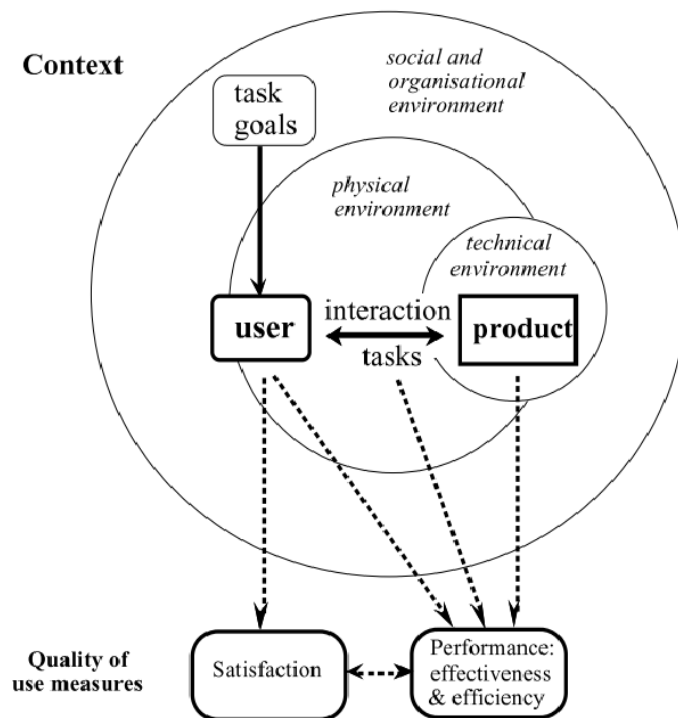 Context
social and
organisational
environment
task
goals
physical
environment
technical
environment
user
interaction
tasks
product
Quality of
use measures
Satisfaction
Performance:
effectiveness
& efficiency